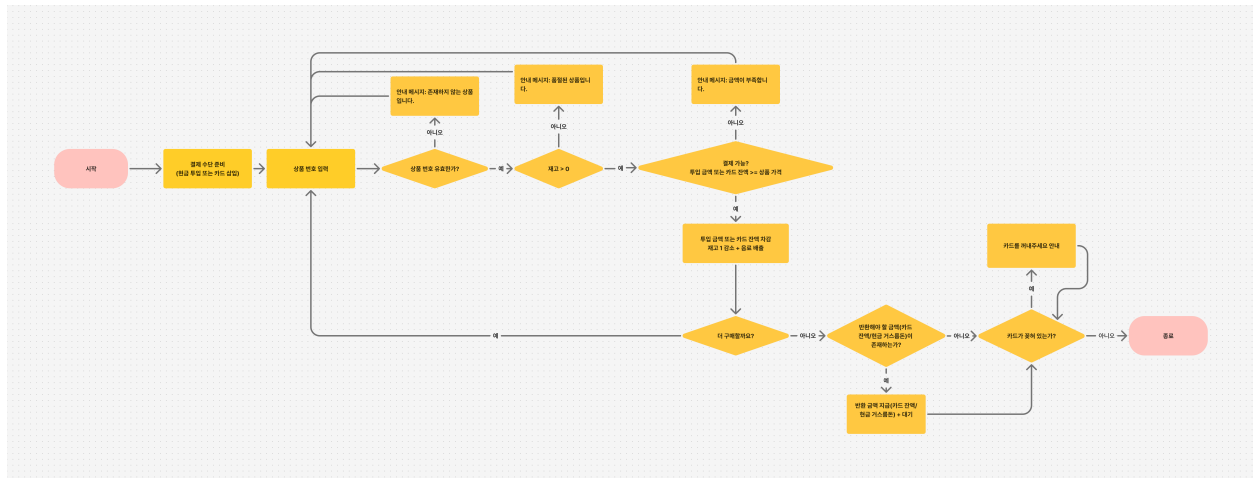 안내 메시지: 품절된 상품입니
다.
안내 메시지: 금액이 부족합니
다.
안내 메시지: 존재하지 않는 상품
입니다.
아니오
아니오
아니오
시작
결제 수단 준비
(현금 투입 또는 카드 삽입)
상품 번호 입력
상품 번호 유효한가?
예
재고 > 0
예
결제 가능?
투입 금액 또는 카드 잔액 >= 상품 가격
예
투입 금액 또는 카드 잔액 차감
재고 1 감소 + 음료 배출
카드를 꺼내주세요 안내
예
예
더 구매할까요?
아니오
반환해야 할 금액(카드
잔액/현금 거스름돈)이
존재하는가?
아니오
카드가 꽂혀 있는가?
아니오
종료
예
반환 금액 지급(카드 잔액/
현금 거스름돈) + 대기